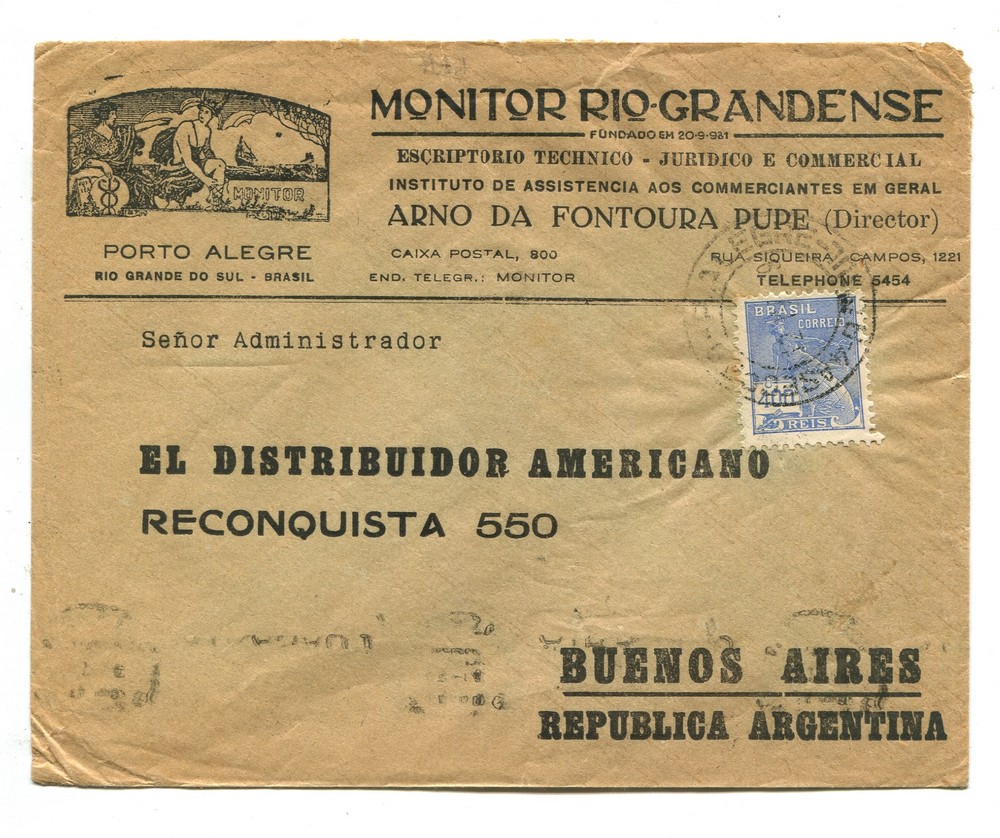 MONITOR RIO-GRANDENSE
FUNDADO EM 20-9-931
ESCRIPTORIO TECHNICO - JURIDICO E COMMERCIAL
INSTITUTO DE ASSISTENCIA AOS COMMERCIANTES EM GERAL
ARNO DA FONTOURA PUPE (Director)
CAIXA POSTAL, 800
RUA SIQUEIRA CAMPOS, 1221
END. TELEGR.: MONITOR
TELEPHONE 5454
MONITOR
PORTO ALEGRE
RIO GRANDE DO SUL - BRASIL
BRASIL
CORREIO
400
REIS
Señor Administrador
EL DISTRIBUIDOR AMERICANO
RECONQUISTA 550
BUENOS AIRES
REPUBLICA ARGENTINA